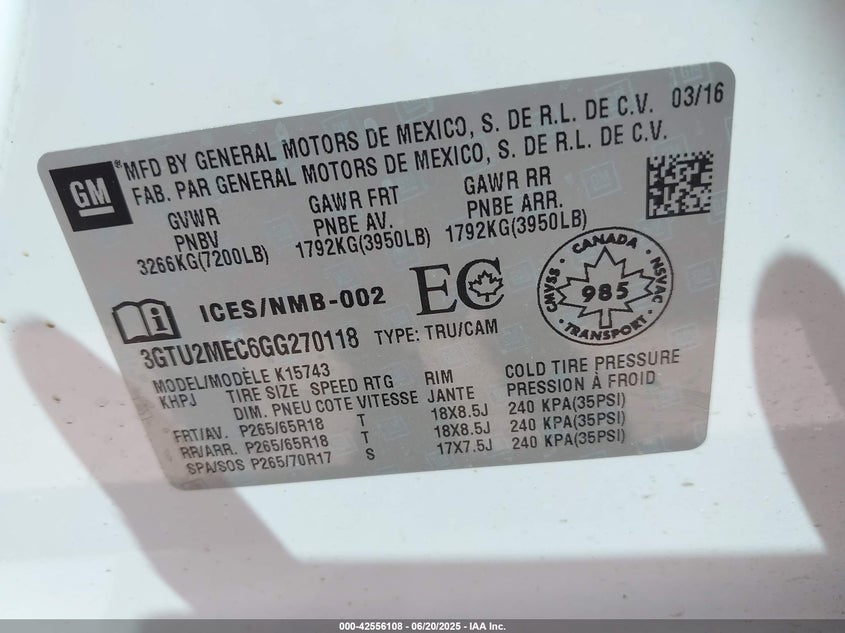 MFD BY GENERAL MOTORS DE MEXICO, S. DE R.L. DE C.V. 03/16
FAB. PAR GENERAL MOTORS DE MEXICO, S. DE R.L. DE C.V.
GM
GVWR GAWR FRT GAWR RR
PNBV PNBE AV. PNBE ARR.
3266KG(7200LB) 1792KG(3950LB) 1792KG(3950LB)
i ICES/NMB-002 EC
CANADA
CMVSS 985 NSVAC
TRANSPORT
3GTU2MEC6GG270118 TYPE: TRU/CAM
MODEL/MODÈLE K15743
KHPJ TIRE SIZE SPEED RTG RIM COLD TIRE PRESSURE
DIM. PNEU COTE VITESSE JANTE PRESSION À FROID
FRT/AV. P265/65R18 T 18X8.5J 240 KPA(35PSI)
RR/ARR. P265/65R18 T 18X8.5J 240 KPA(35PSI)
SPA/SOS P265/70R17 S 17X7.5J 240 KPA(35PSI)
000-42556108 - 06/20/2025 - IAA Inc.